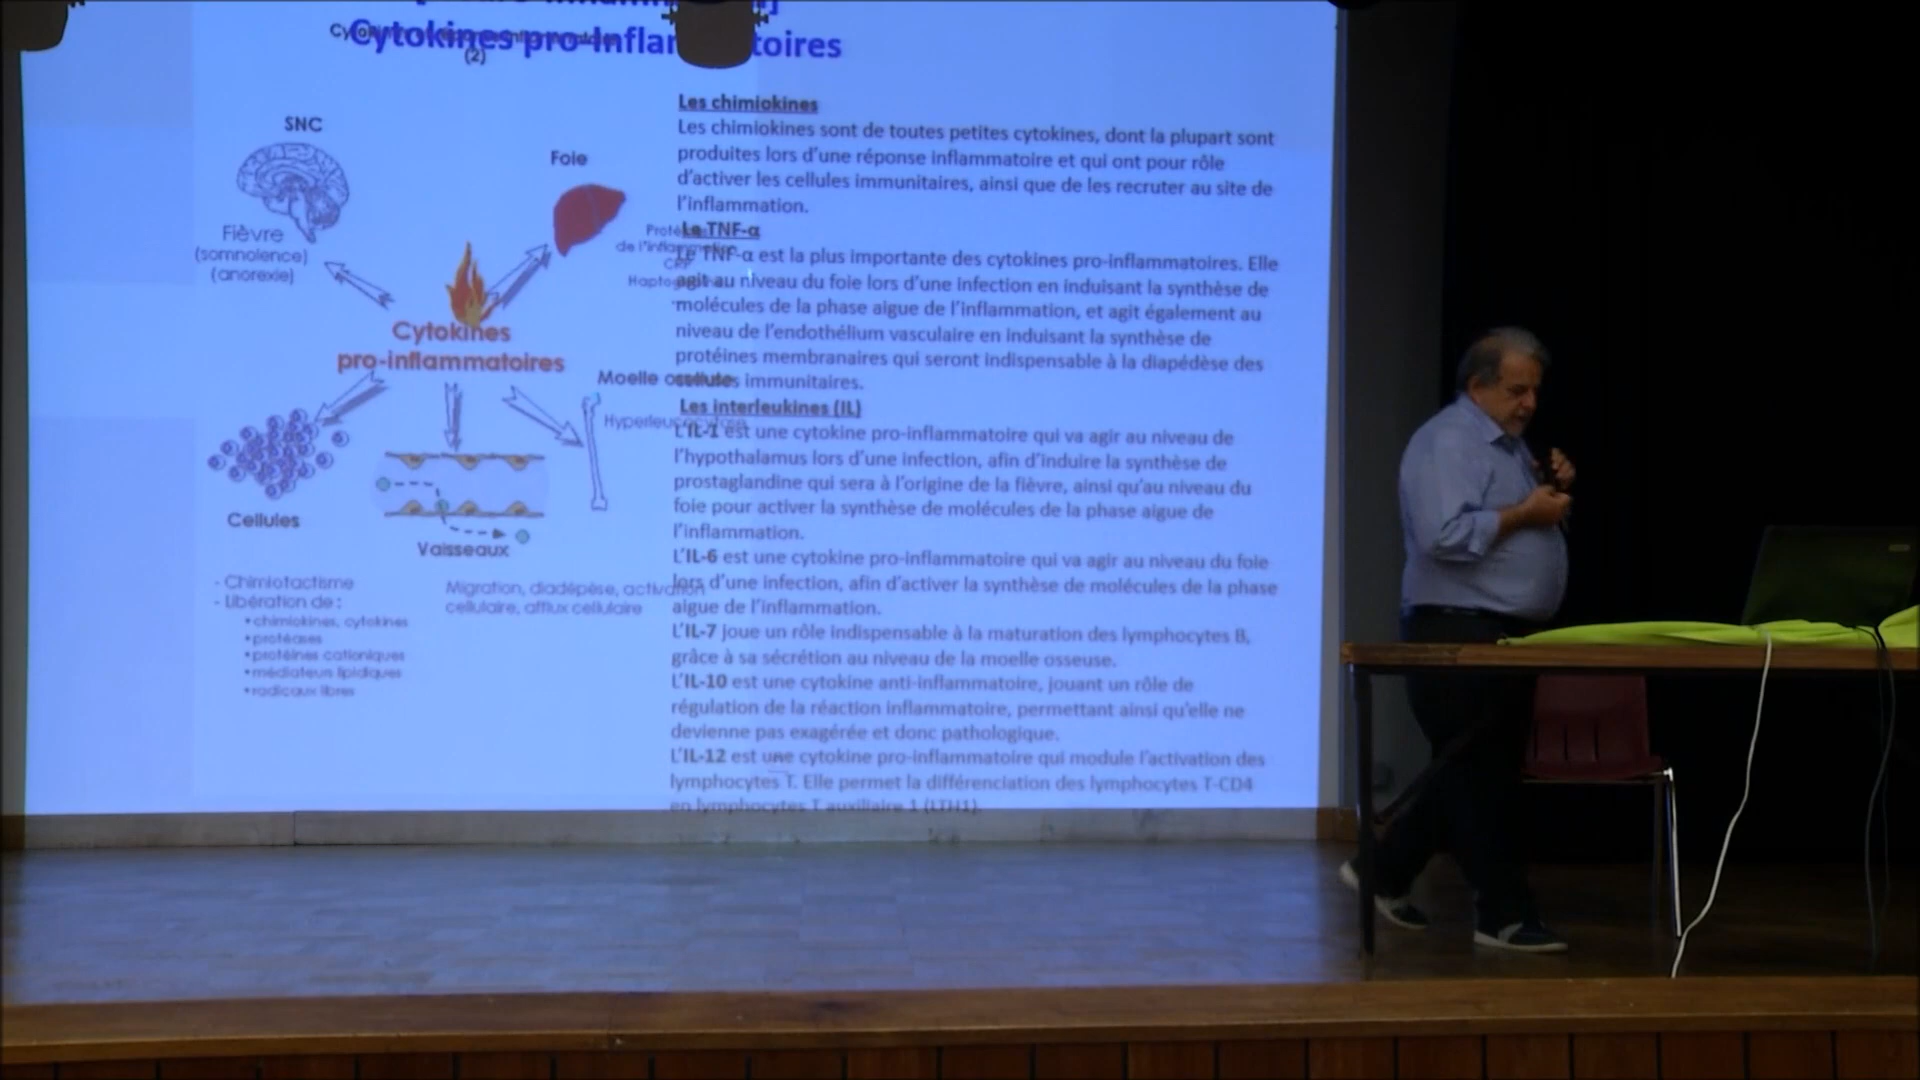 Cytokines pro-Inflam toires
(2)
SNC
Fièvre
(somnolence)
(anorexie)
Foie
Cytokines
pro-inflammatoires
Moelle
Cellules
Vaisseaux
- Chimiotactisme
- Libération de :
• chimiokines, cytokines
• protéases
• protéines cationiques
• médiateurs lipidiques
• radicaux libres
Migration, diadépèse, activation
cellulaire, afflux cellulaire
Les chimiokines
Les chimiokines sont de toutes petites cytokines, dont la plupart sont
produites lors d'une réponse inflammatoire et qui ont pour rôle
d'activer les cellules immunitaires, ainsi que de les recruter au site de
l'inflammation.
Le TNF-α
Le TNF-α est la plus importante des cytokines pro-inflammatoires. Elle
agit au niveau du foie lors d'une infection en induisant la synthèse de
molécules de la phase aigue de l'inflammation, et agit également au
niveau de l'endothélium vasculaire en induisant la synthèse de
protéines membranaires qui seront indispensable à la diapédèse des
cellules immunitaires.
Les interleukines (IL)
L'IL-1 est une cytokine pro-inflammatoire qui va agir au niveau de
l'hypothalamus lors d'une infection, afin d'induire la synthèse de
prostaglandine qui sera à l'origine de la fièvre, ainsi qu'au niveau du
foie pour activer la synthèse de molécules de la phase aigue de
l'inflammation.
L'IL-6 est une cytokine pro-inflammatoire qui va agir au niveau du foie
lors d'une infection, afin d'activer la synthèse de molécules de la phase
aigue de l'inflammation.
L'IL-7 joue un rôle indispensable à la maturation des lymphocytes B,
grâce à sa sécrétion au niveau de la moelle osseuse.
L'IL-10 est une cytokine anti-inflammatoire, jouant un rôle de
régulation de la réaction inflammatoire, permettant ainsi qu'elle ne
devienne pas exagérée et donc pathologique.
L'IL-12 est une cytokine pro-inflammatoire qui module l'activation des
lymphocytes T. Elle permet la différenciation des lymphocytes T-CD4
en lymphocytes T auxiliaire 1 (LTH1).